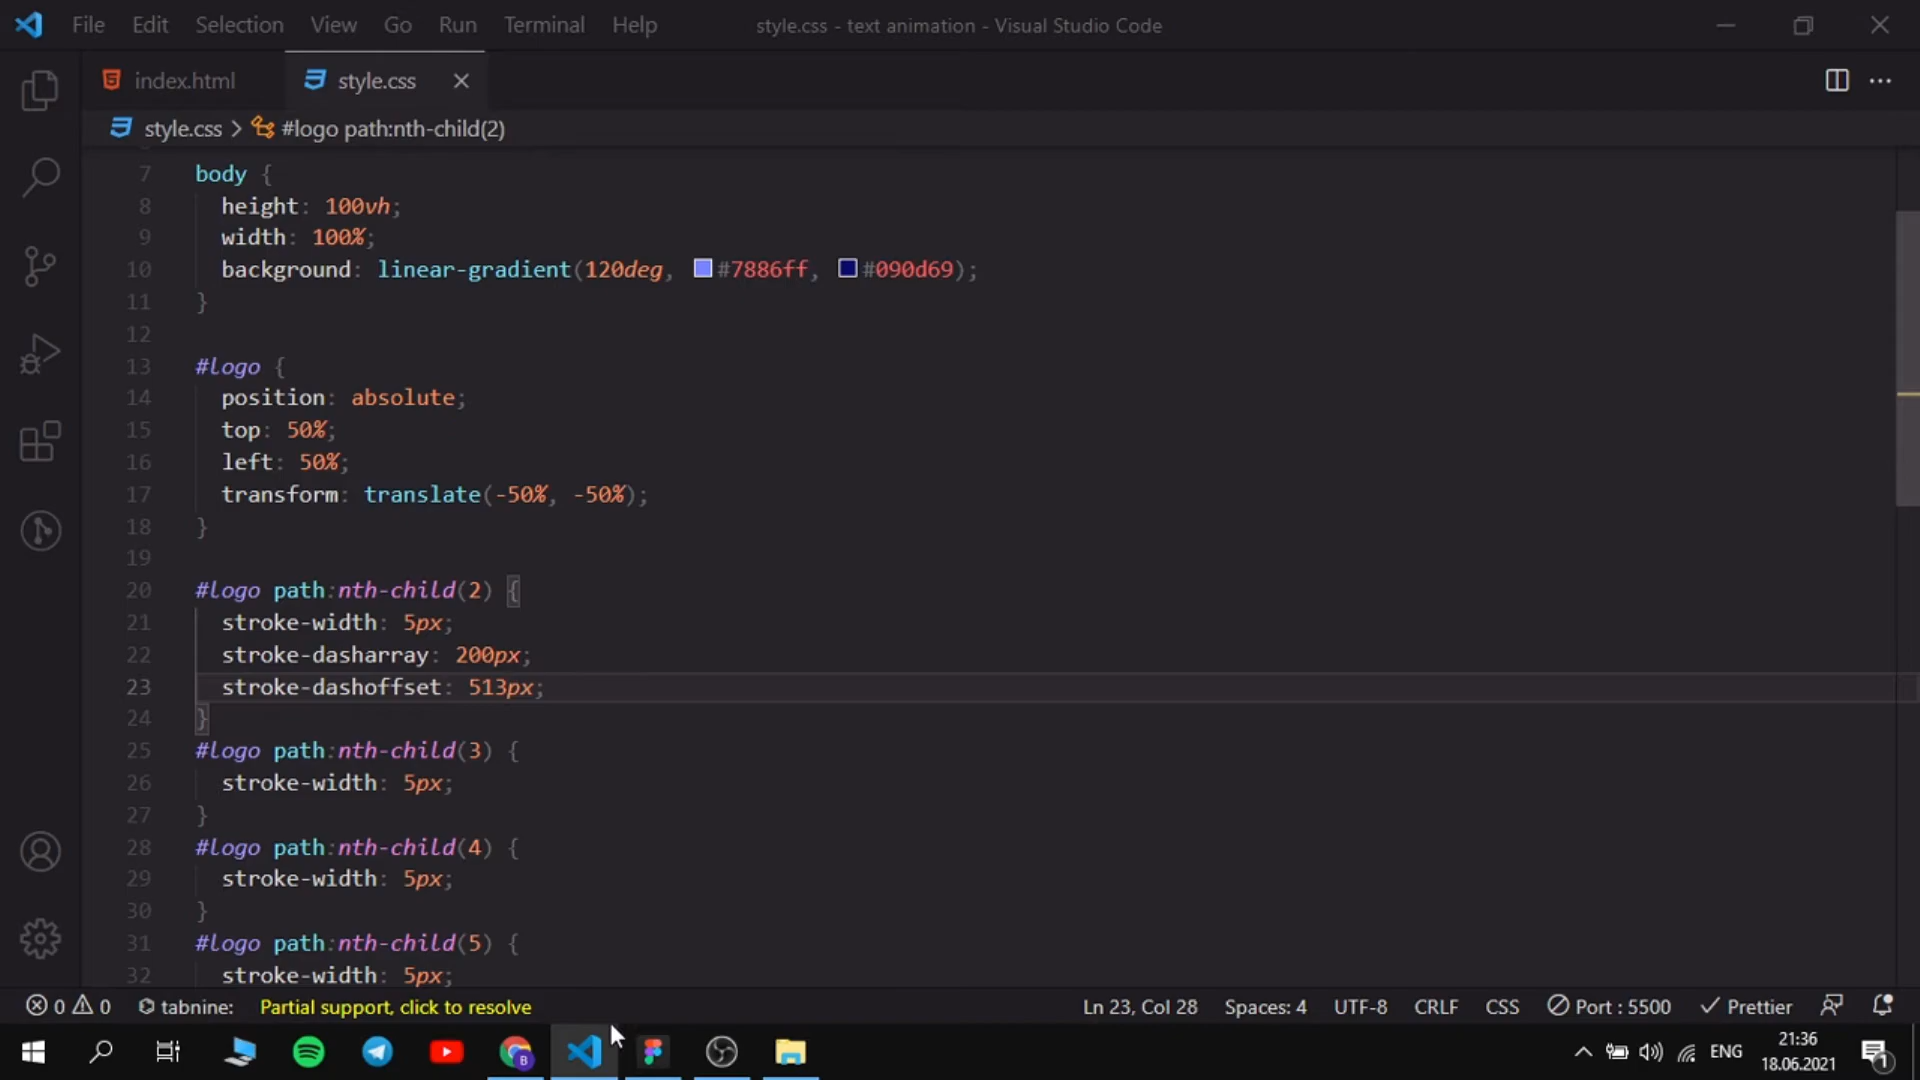 File Edit Selection View Go Run Terminal Help style.css - text animation - Visual Studio Code
index.html style.css
style.css > #logo path:nth-child(2)
7 body {
8 height: 100vh;
9 width: 100%;
10 background: linear-gradient(120deg, #7886ff, #090d69);
11 }
12
13 #logo {
14 position: absolute;
15 top: 50%;
16 left: 50%;
17 transform: translate(-50%, -50%);
18 }
19
20 #logo path:nth-child(2) {
21 stroke-width: 5px;
22 stroke-dasharray: 200px;
23 stroke-dashoffset: 513px;
24 }
25 #logo path:nth-child(3) {
26 stroke-width: 5px;
27 }
28 #logo path:nth-child(4) {
29 stroke-width: 5px;
30 }
31 #logo path:nth-child(5) {
32 stroke-width: 5px;
0 0 tabnine: Partial support, click to resolve Ln 23, Col 28 Spaces: 4 UTF-8 CRLF CSS Port : 5500 Prettier
B ENG 21:36 1
18.06.2021